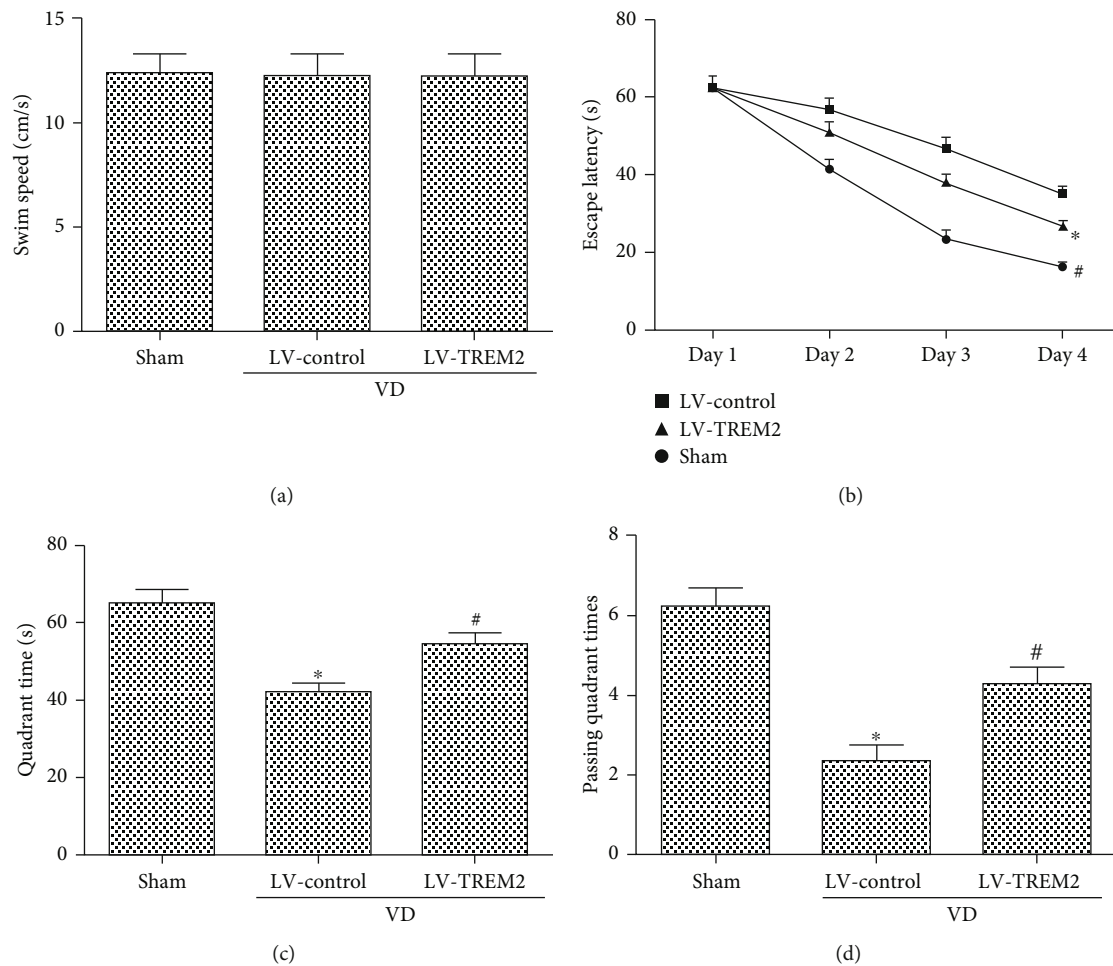 Swim speed (cm/s)
15
10
5
0
Sham
LV-control
LV-TREM2
VD
(a)
Escape latency (s)
80
60
40
20
0
*
#
Day 1
Day 2
Day 3
Day 4
LV-control
LV-TREM2
Sham
(b)
Quadrant time (s)
80
60
40
20
0
*
#
Sham
LV-control
LV-TREM2
VD
(c)
Passing quadrant times
8
6
4
2
0
*
#
Sham
LV-control
LV-TREM2
VD
(d)